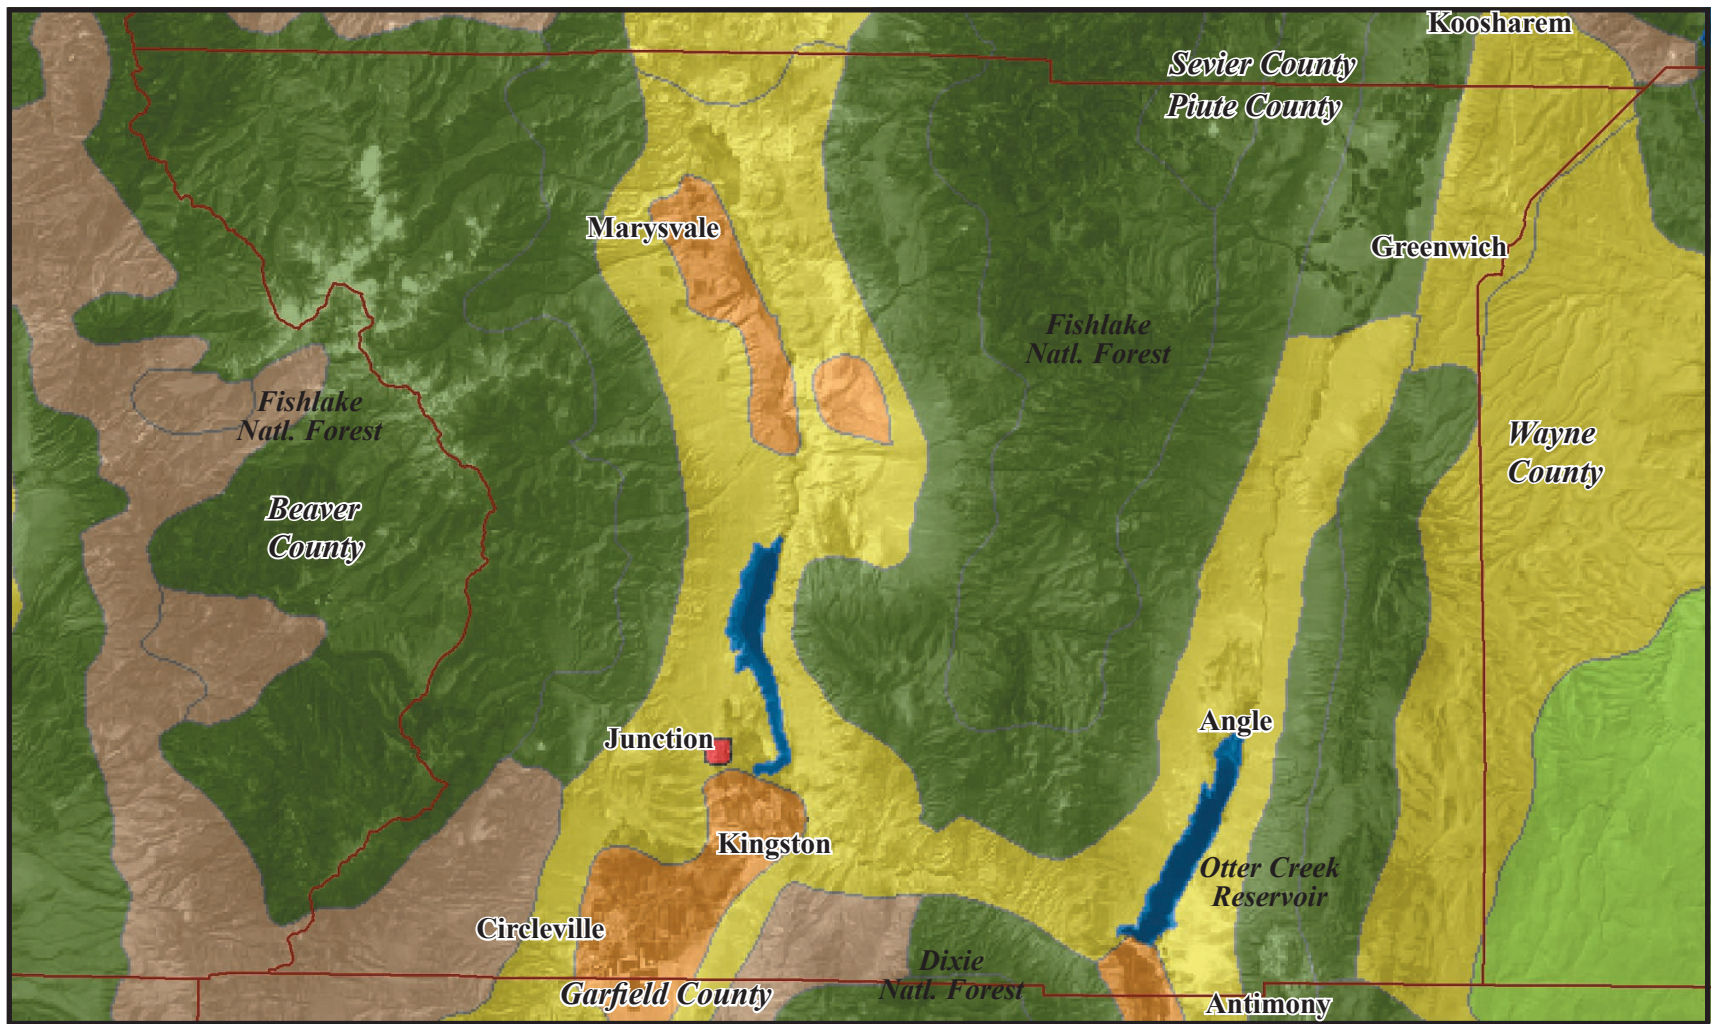 Koosharem
Sevier County
Piute County
Marysvale
Greenwich
Fishlake
Natl. Forest
Fishlake
Natl. Forest
Wayne
County
Beaver
County
Angle
Junction
Kingston
Otter Creek
Reservoir
Circleville
Dixie
Natl. Forest
Garfield County
Antimony